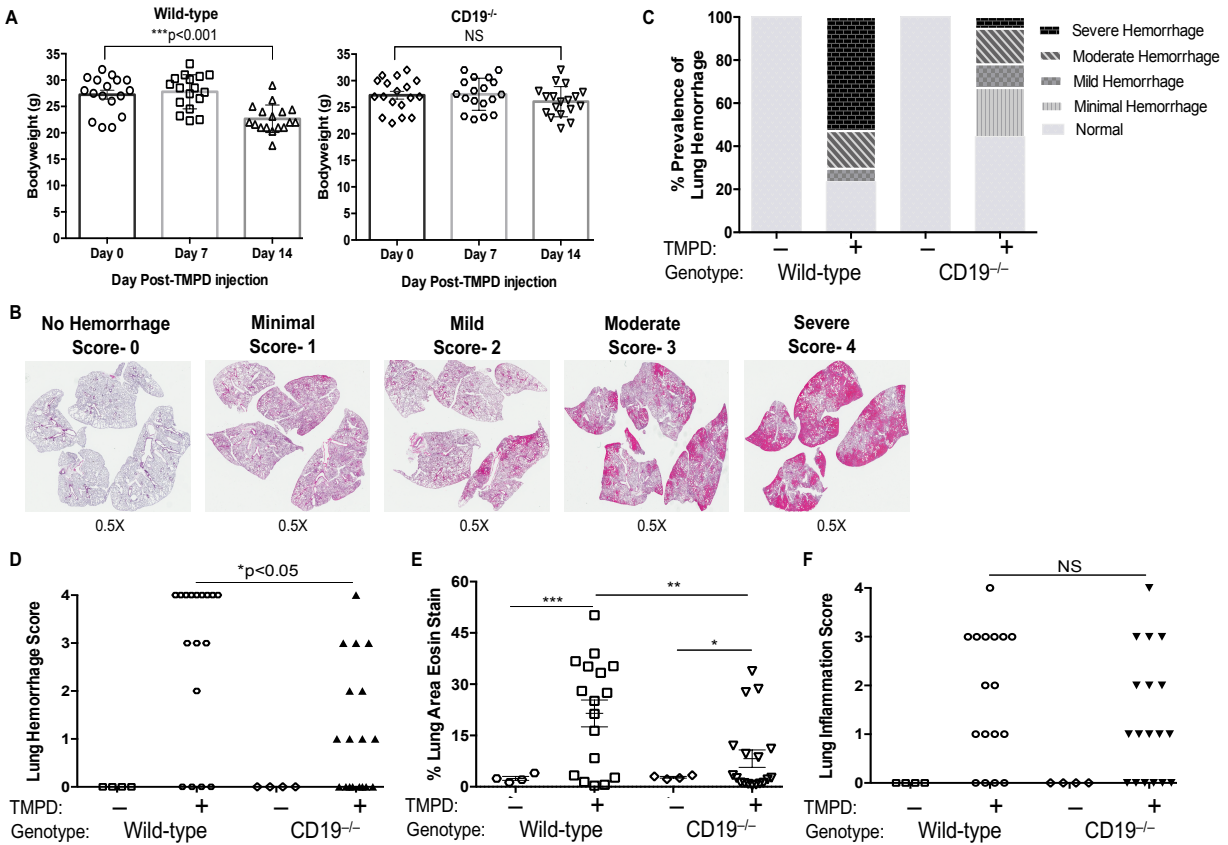 A
Wild-type
***p<0.001
Bodyweight (g)
35
30
25
20
15
10
5
0
Day 0 Day 7 Day 14
Day Post-TMPD injection
CD19-/-
NS
Bodyweight (g)
35
30
25
20
15
10
5
0
Day 0 Day 7 Day 14
Day Post-TMPD injection
C
% Prevalence of
Lung Hemorrhage
100
80
60
40
20
0
TMPD: – + – +
Genotype: Wild-type CD19–/–
Severe Hemorrhage
Moderate Hemorrhage
Mild Hemorrhage
Minimal Hemorrhage
Normal
B
No Hemorrhage Minimal Mild Moderate Severe
Score- 0 Score- 1 Score- 2 Score- 3 Score- 4
0.5X 0.5X 0.5X 0.5X 0.5X
D
*p<0.05
Lung Hemorrhage Score
4
3
2
1
0
TMPD: – + – +
Genotype: Wild-type CD19–/–
E
% Lung Area Eosin Stain
60
45
30
15
0
***
**
*
TMPD: – + – +
Genotype: Wild-type CD19–/–
F
NS
Lung Inflammation Score
4
3
2
1
0
TMPD: – + – +
Genotype: Wild-type CD19–/–